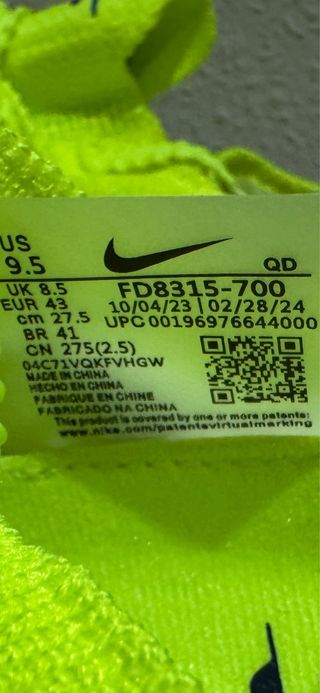 US
9.5
QD
UK 8.5
FD8315-700
EUR 43
10/04/23 | 02/28/24
cm 27.5
UPC 00196976644000
BR 41
CN 275(2.5)
04C71VQKFVHGW
MADE IN CHINA
HECHO EN CHINA
FABRIQUE EN CHINE
FABRICADO NA CHINA
This product is covered by one or more patents:
www.nike.com/patentsvirtualmarking